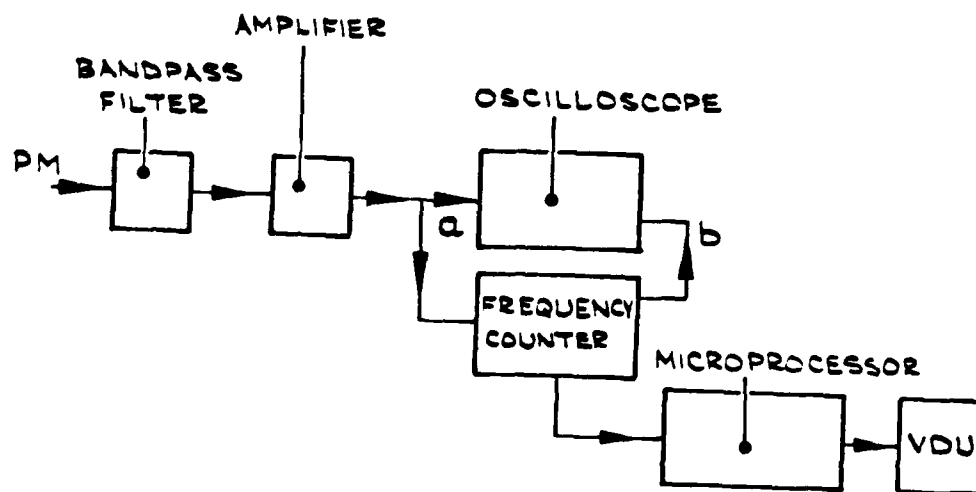 AMPLIFIER
BANDPASS
FILTER
OSCILLOSCOPE
PM
a
b
FREQUENCY
COUNTER
MICROPROCESSOR
VDU